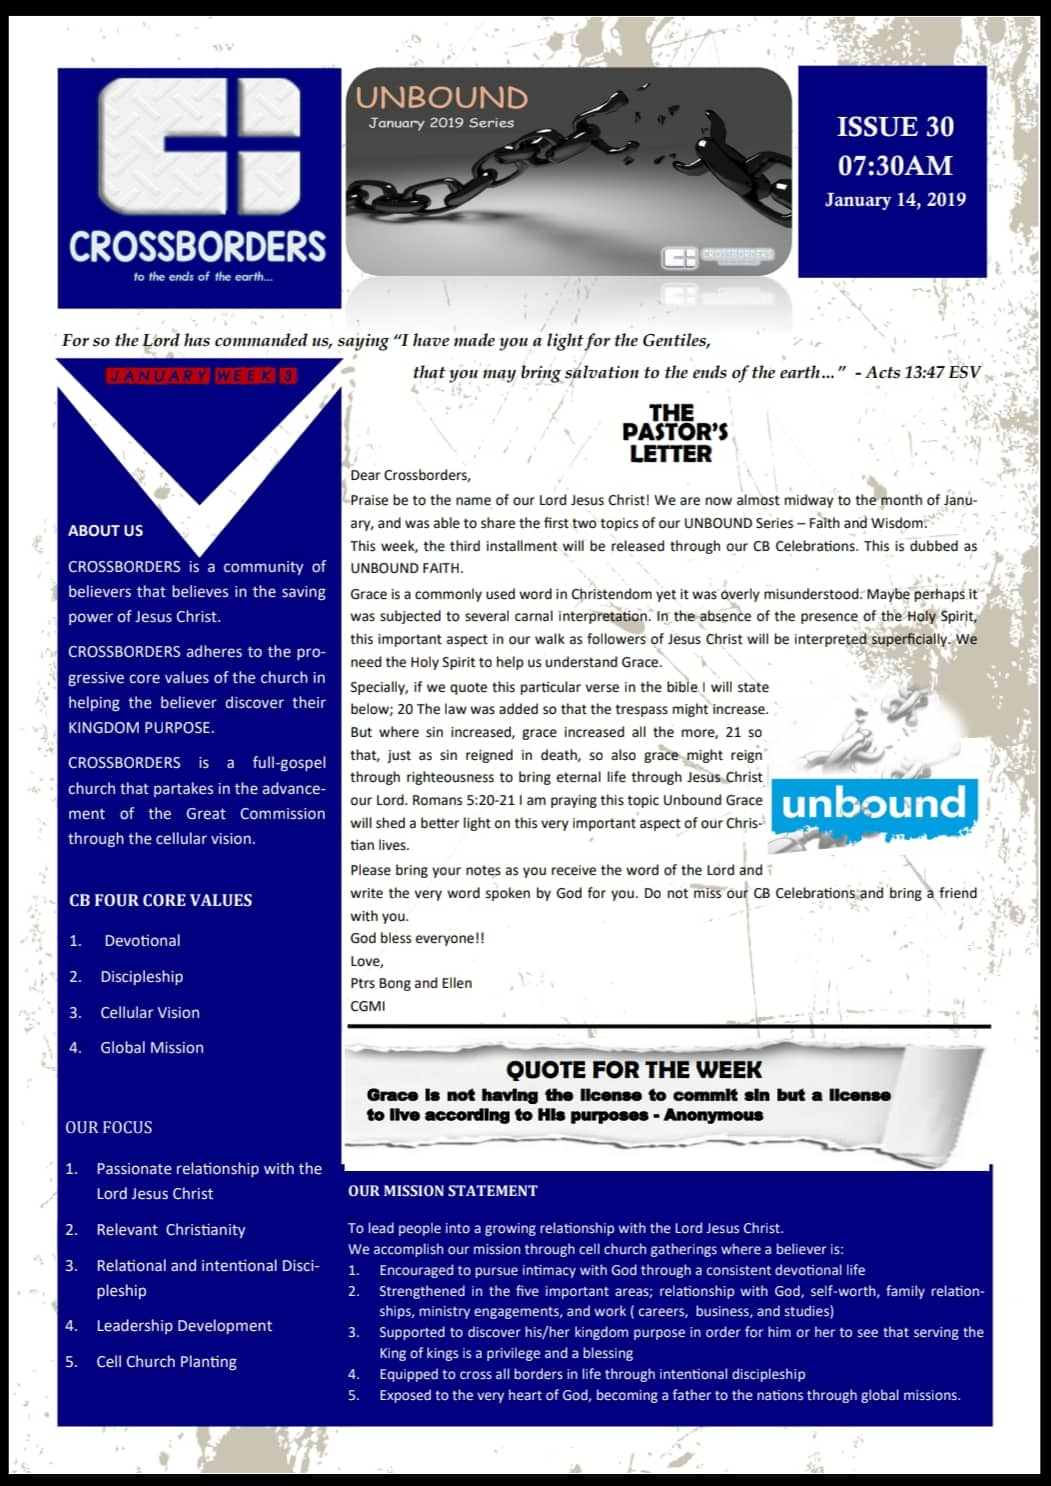 CROSSBORDERS
to the ends of the earth...
UNBOUND
January 2019 Series
CROSSBORDERS
ISSUE 30
07:30AM
January 14, 2019
For so the Lord has commanded us, saying “I have made you a light for the Gentiles,
that you may bring salvation to the ends of the earth…” - Acts 13:47 ESV
JANUARY WEEK 3
ABOUT US
CROSSBORDERS is a community of
believers that believes in the saving
power of Jesus Christ.
CROSSBORDERS adheres to the pro-
gressive core values of the church in
helping the believer discover their
KINGDOM PURPOSE.
CROSSBORDERS is a full-gospel
church that partakes in the advance-
ment of the Great Commission
through the cellular vision.
CB FOUR CORE VALUES
1. Devotional
2. Discipleship
3. Cellular Vision
4. Global Mission
OUR FOCUS
1. Passionate relationship with the
Lord Jesus Christ
2. Relevant Christianity
3. Relational and intentional Disci-
pleship
4. Leadership Development
5. Cell Church Planting
THE
PASTOR'S
LETTER
Dear Crossborders,
Praise be to the name of our Lord Jesus Christ! We are now almost midway to the month of Janu-
ary, and was able to share the first two topics of our UNBOUND Series – Faith and Wisdom.
This week, the third installment will be released through our CB Celebrations. This is dubbed as
UNBOUND FAITH.
Grace is a commonly used word in Christendom yet it was overly misunderstood. Maybe perhaps it
was subjected to several carnal interpretation. In the absence of the presence of the Holy Spirit,
this important aspect in our walk as followers of Jesus Christ will be interpreted superficially. We
need the Holy Spirit to help us understand Grace.
Specially, if we quote this particular verse in the bible I will state
below; 20 The law was added so that the trespass might increase.
But where sin increased, grace increased all the more, 21 so
that, just as sin reigned in death, so also grace might reign
through righteousness to bring eternal life through Jesus Christ
our Lord. Romans 5:20-21 I am praying this topic Unbound Grace
will shed a better light on this very important aspect of our Chris-
tian lives.
unbound
Please bring your notes as you receive the word of the Lord and
write the very word spoken by God for you. Do not miss our CB Celebrations and bring a friend
with you.
God bless everyone!!
Love,
Ptrs Bong and Ellen
CGMI
QUOTE FOR THE WEEK
Grace is not having the license to commit sin but a license
to live according to His purposes - Anonymous
OUR MISSION STATEMENT
To lead people into a growing relationship with the Lord Jesus Christ.
We accomplish our mission through cell church gatherings where a believer is:
1. Encouraged to pursue intimacy with God through a consistent devotional life
2. Strengthened in the five important areas; relationship with God, self-worth, family relation-
ships, ministry engagements, and work ( careers, business, and studies)
3. Supported to discover his/her kingdom purpose in order for him or her to see that serving the
King of kings is a privilege and a blessing
4. Equipped to cross all borders in life through intentional discipleship
5. Exposed to the very heart of God, becoming a father to the nations through global missions.